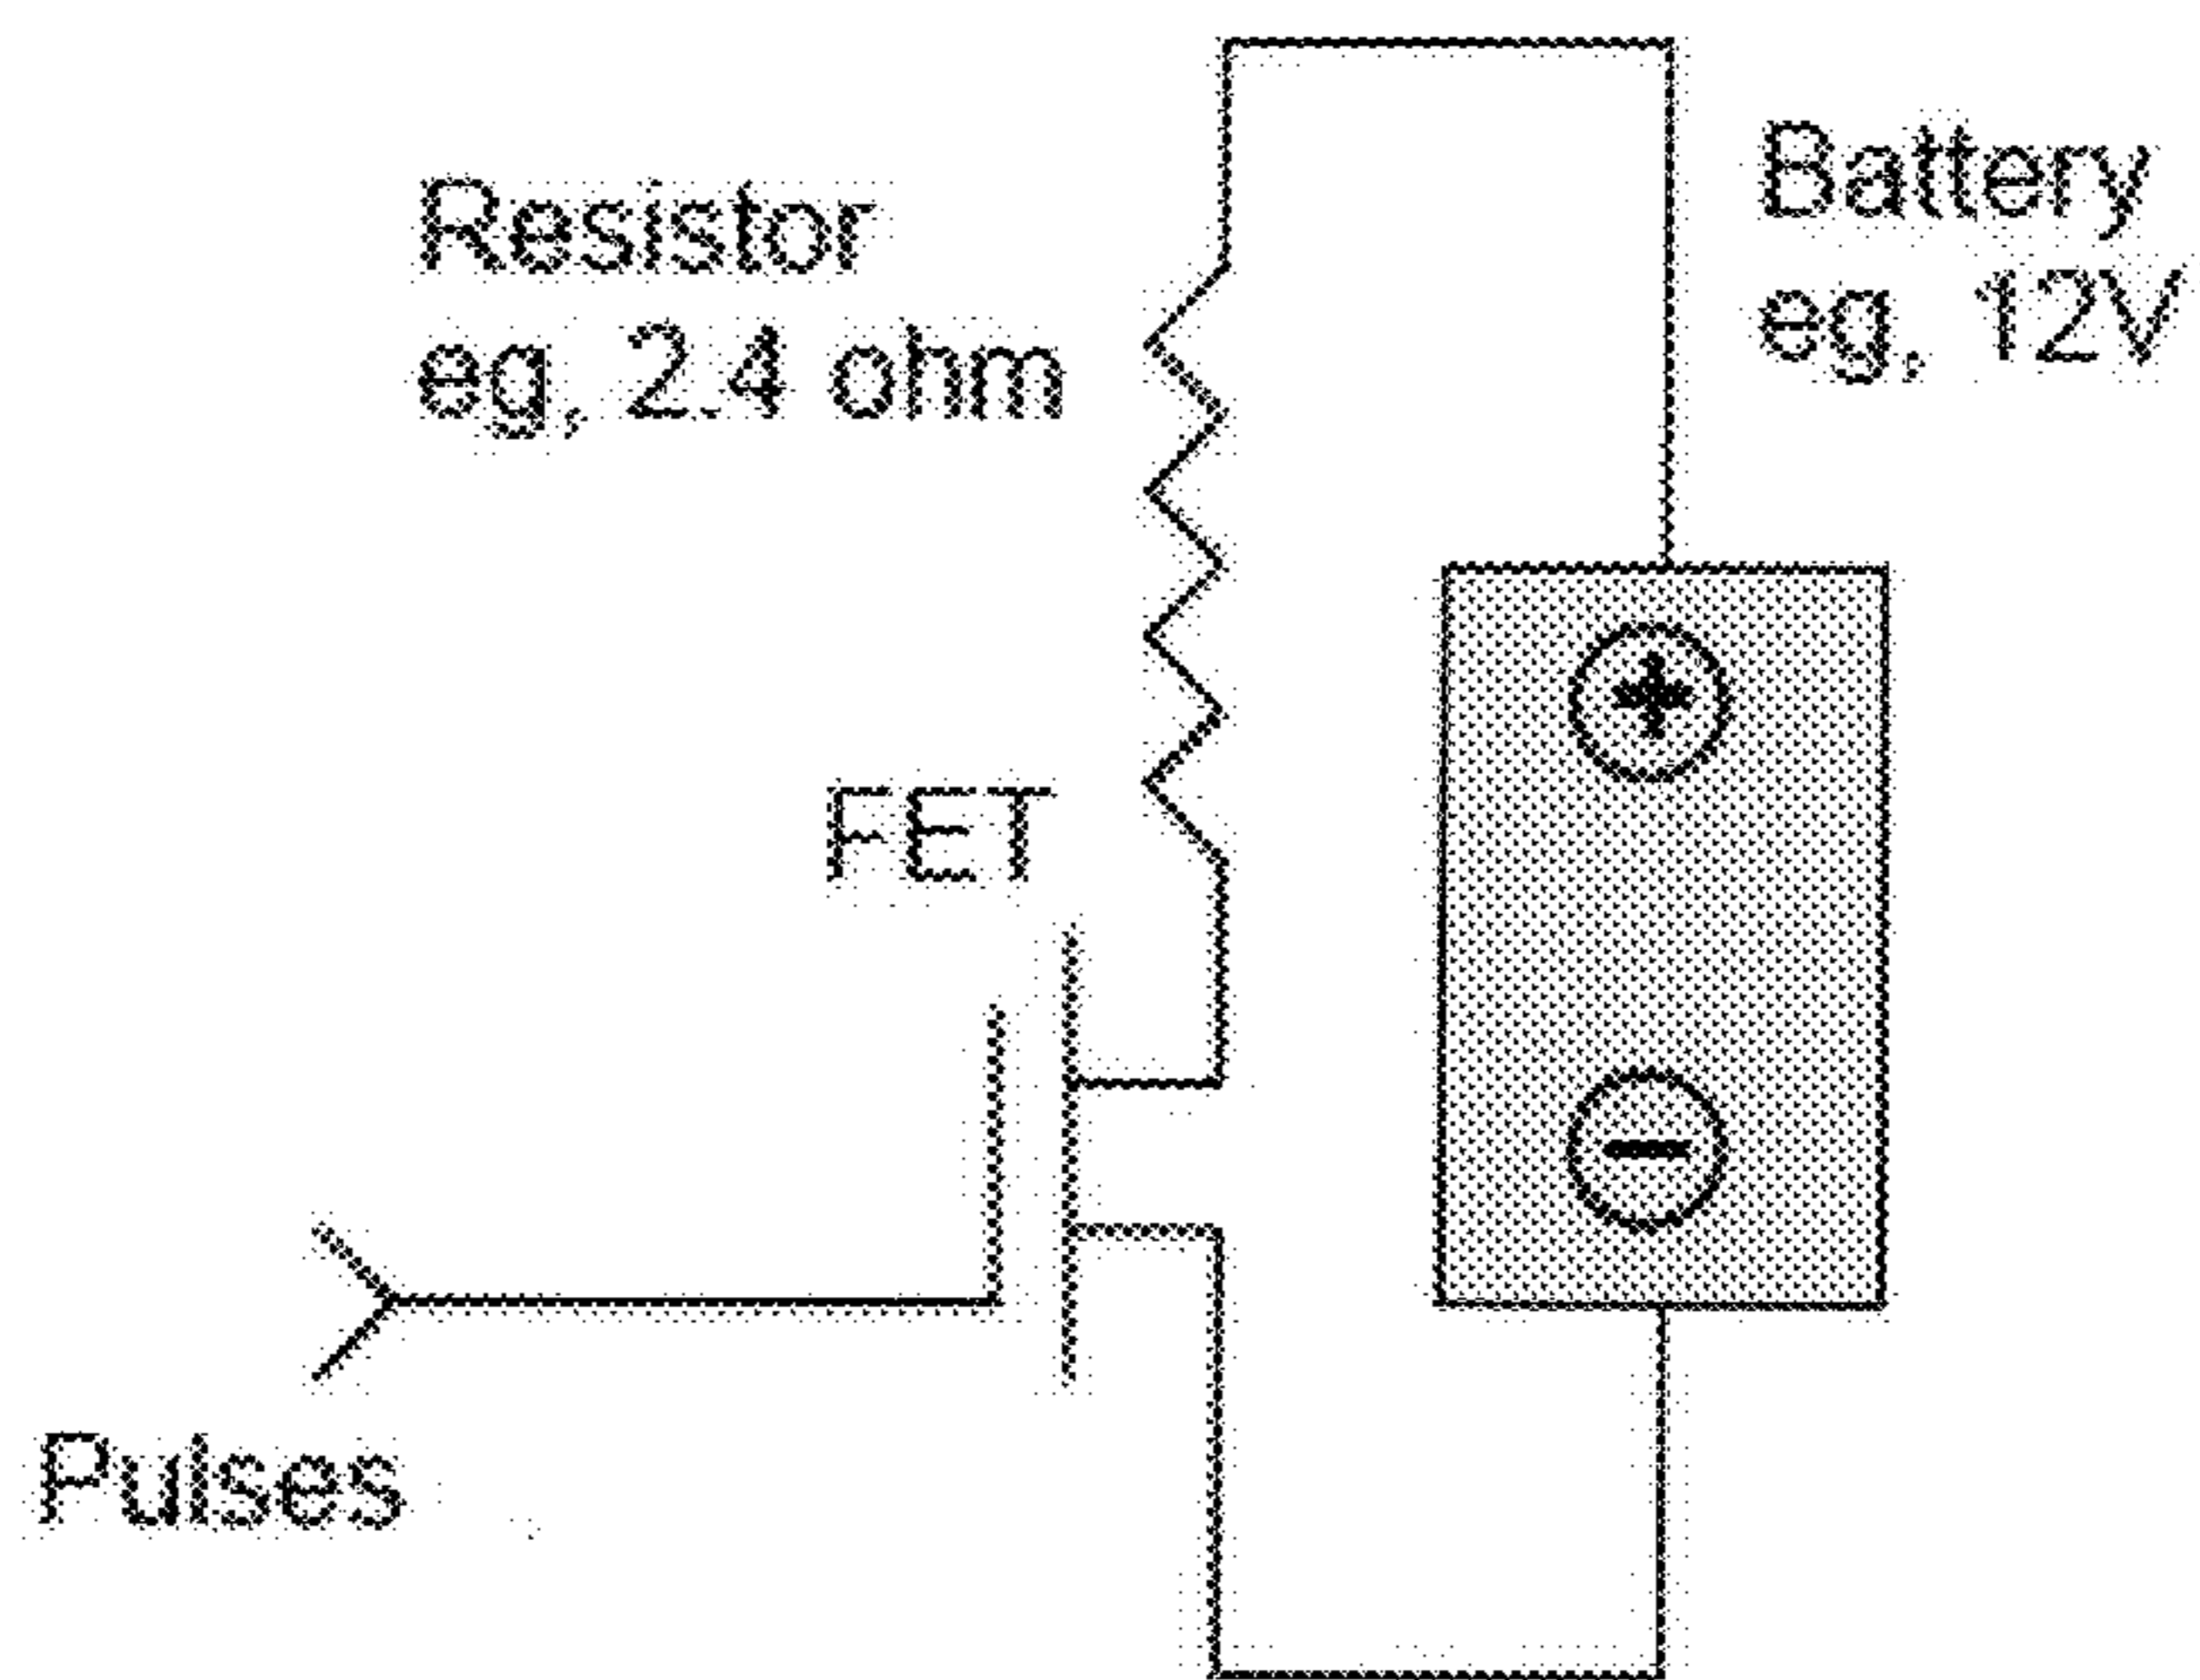 Resistor
eg, 2.4 ohm
Battery
eg, 12V
FET
Pulses